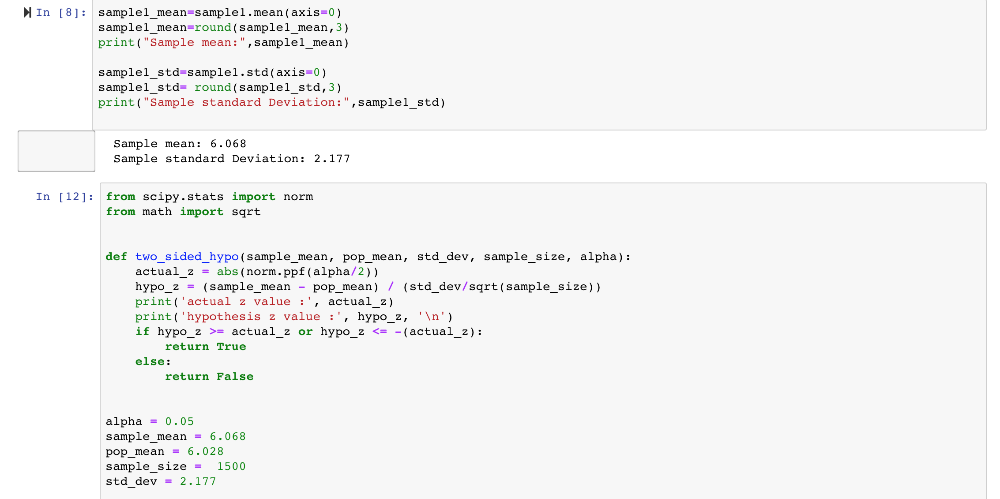 In [8]:
sample1_mean=sample1.mean(axis=0)
sample1_mean=round(sample1_mean,3)
print("Sample mean:",sample1_mean)
sample1_std=sample1.std(axis=0)
sample1_std= round(sample1_std,3)
print("Sample standard Deviation:",sample1_std)
Sample mean: 6.068
Sample standard Deviation: 2.177
In [12]:
from scipy.stats import norm
from math import sqrt
def two_sided_hypo(sample_mean, pop_mean, std_dev, sample_size, alpha):
    actual_z = abs(norm.ppf(alpha/2))
    hypo_z = (sample_mean - pop_mean) / (std_dev/sqrt(sample_size))
    print('actual z value :', actual_z)
    print('hypothesis z value :', hypo_z, '\n')
    if hypo_z >= actual_z or hypo_z <= -(actual_z):
        return True
    else:
        return False
alpha = 0.05
sample_mean = 6.068
pop_mean = 6.028
sample_size =  1500
std_dev = 2.177